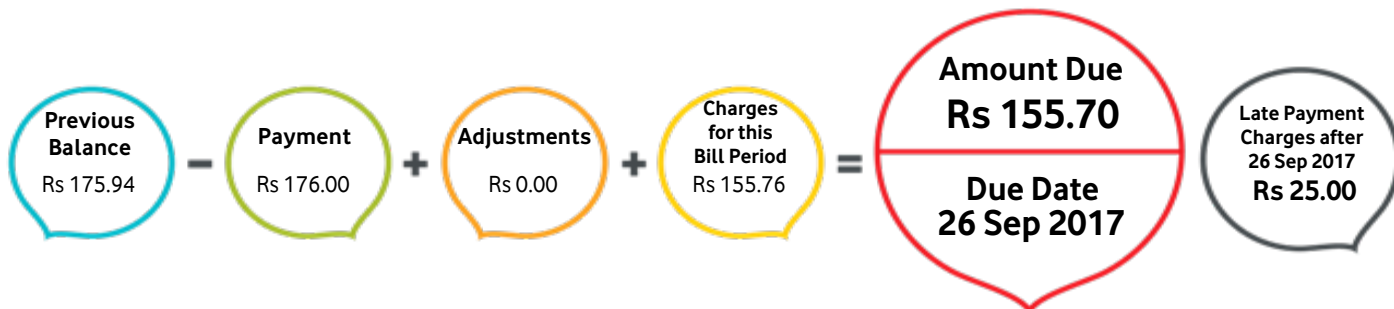 Previous
Balance
Rs 175.94
-
Payment
Rs 176.00
+
Adjustments
Rs 0.00
+
Charges
for this
Bill Period
Rs 155.76
=
Amount Due
Rs 155.70
Due Date
26 Sep 2017
Late Payment
Charges after
26 Sep 2017
Rs 25.00